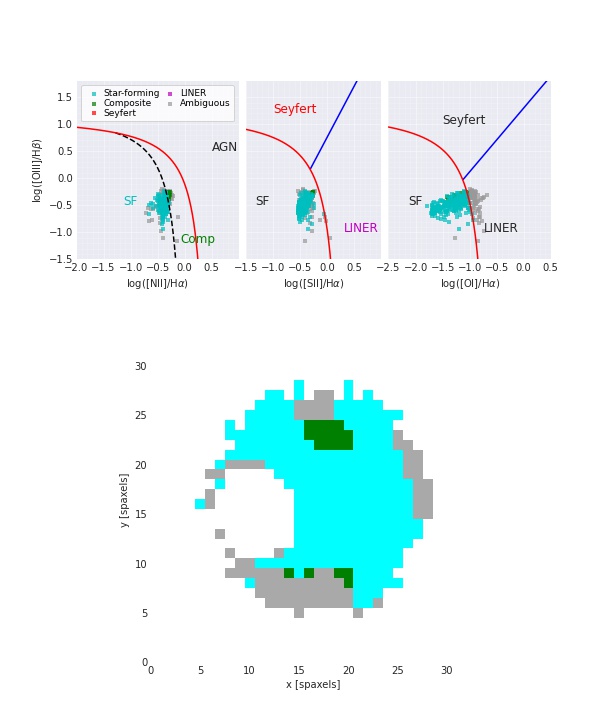 Star-forming
Composite
Seyfert
LINER
Ambiguous
AGN
SF
Comp
Seyfert
SF
LINER
Seyfert
SF
LINER
log([OIII]/Hβ)
1.5
1.0
0.5
0.0
−0.5
−1.0
−1.5
−2.0 −1.5 −1.0 −0.5 0.0 0.5
−1.5 −1.0 −0.5 0.0 0.5
−2.5 −2.0 −1.5 −1.0 −0.5 0.0 0.5
log([NII]/Hα)
log([SII]/Hα)
log([OI]/Hα)
30
25
20
15
10
5
0
y [spaxels]
0 5 10 15 20 25 30
x [spaxels]